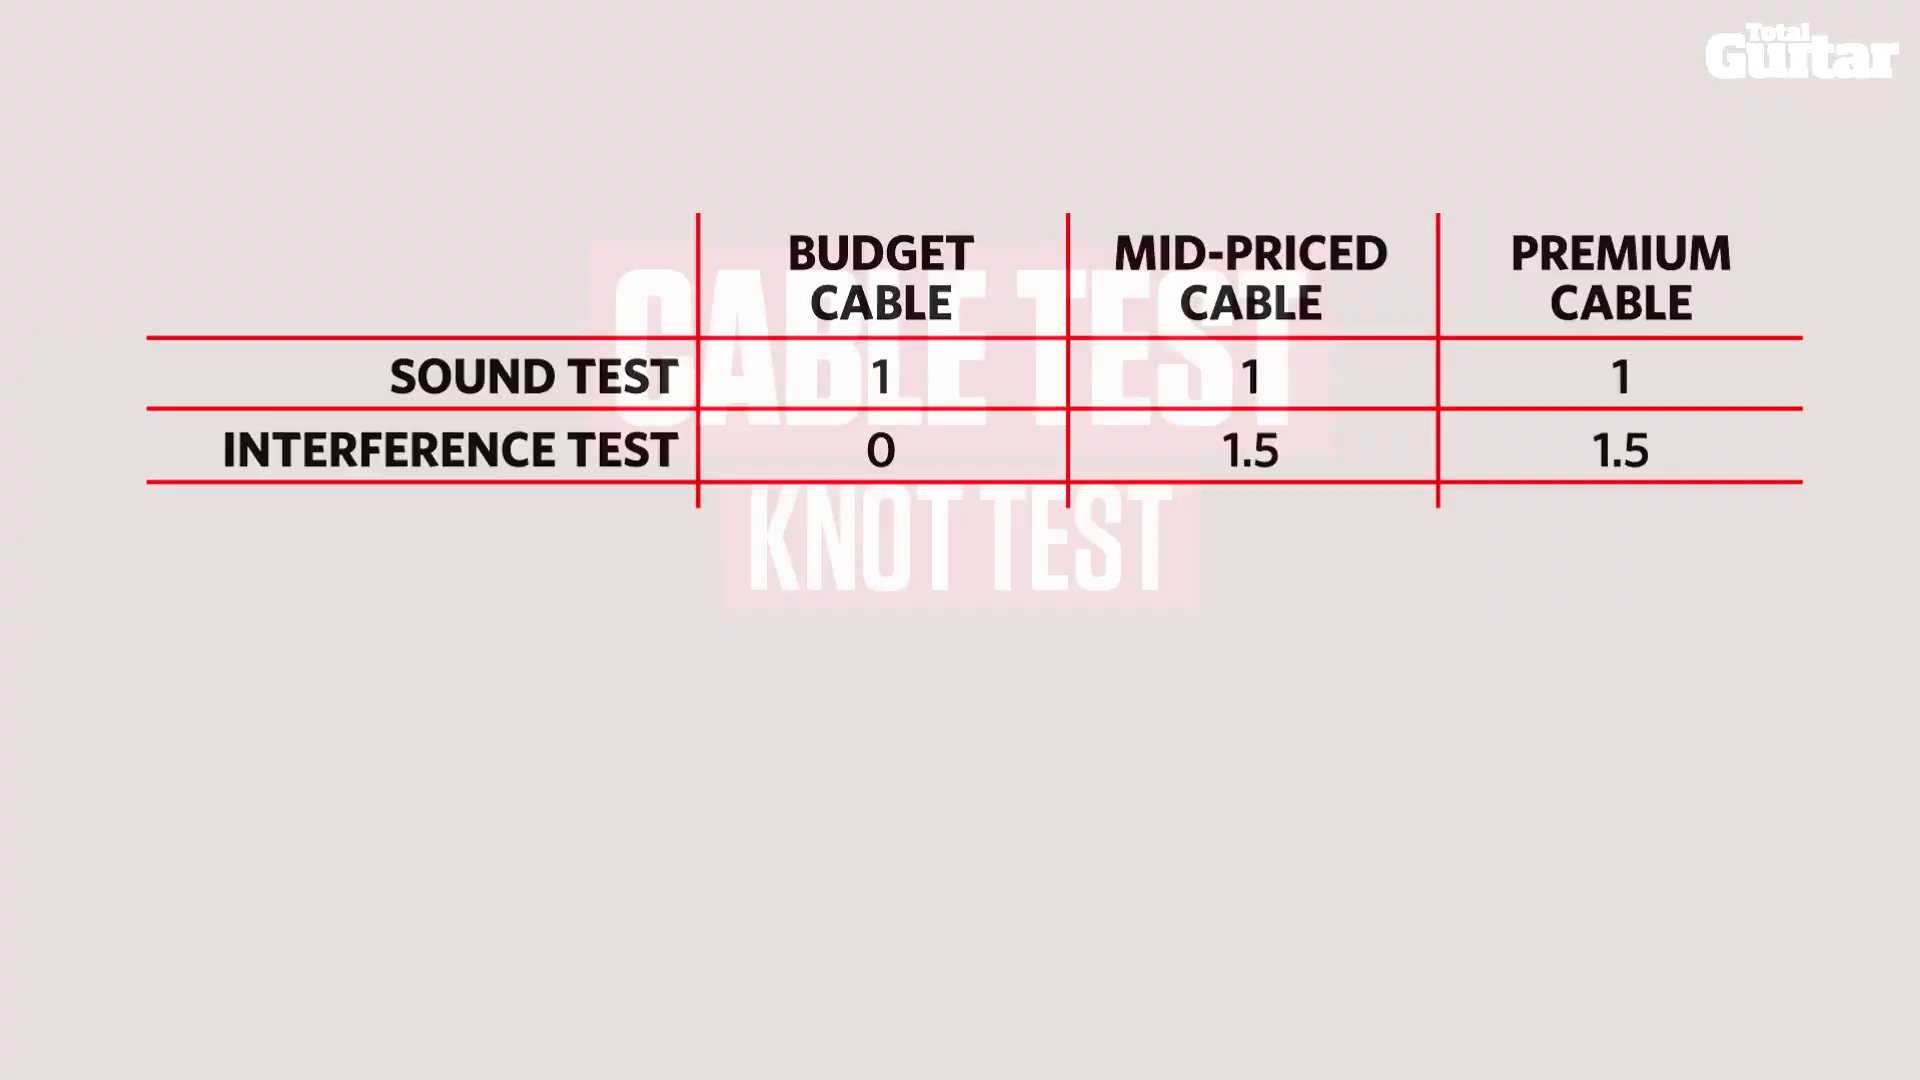 Total
Guitar
BUDGET CABLE
MID-PRICED CABLE
PREMIUM CABLE
SOUND TEST 1 1 1
INTERFERENCE TEST 0 1.5 1.5
CABLE TEST
KNOT TEST